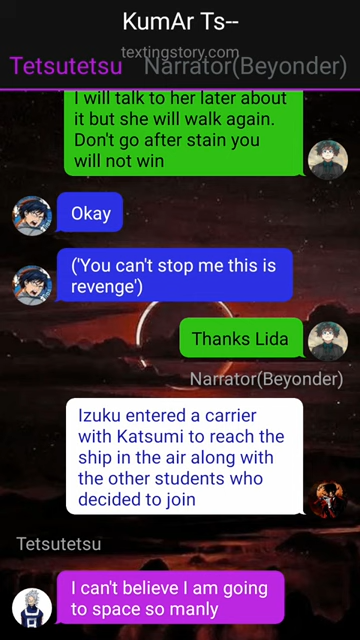 KumAr Ts--
textingstory.com
Tetsutetsu Narrator(Beyonder)
I will talk to her later about
it but she will walk again.
Don't go after stain you
will not win
Okay
('You can't stop me this is
revenge')
Thanks Lida
Narrator(Beyonder)
Izuku entered a carrier
with Katsumi to reach the
ship in the air along with
the other students who
decided to join
Tetsutetsu
I can't believe I am going
to space so manly